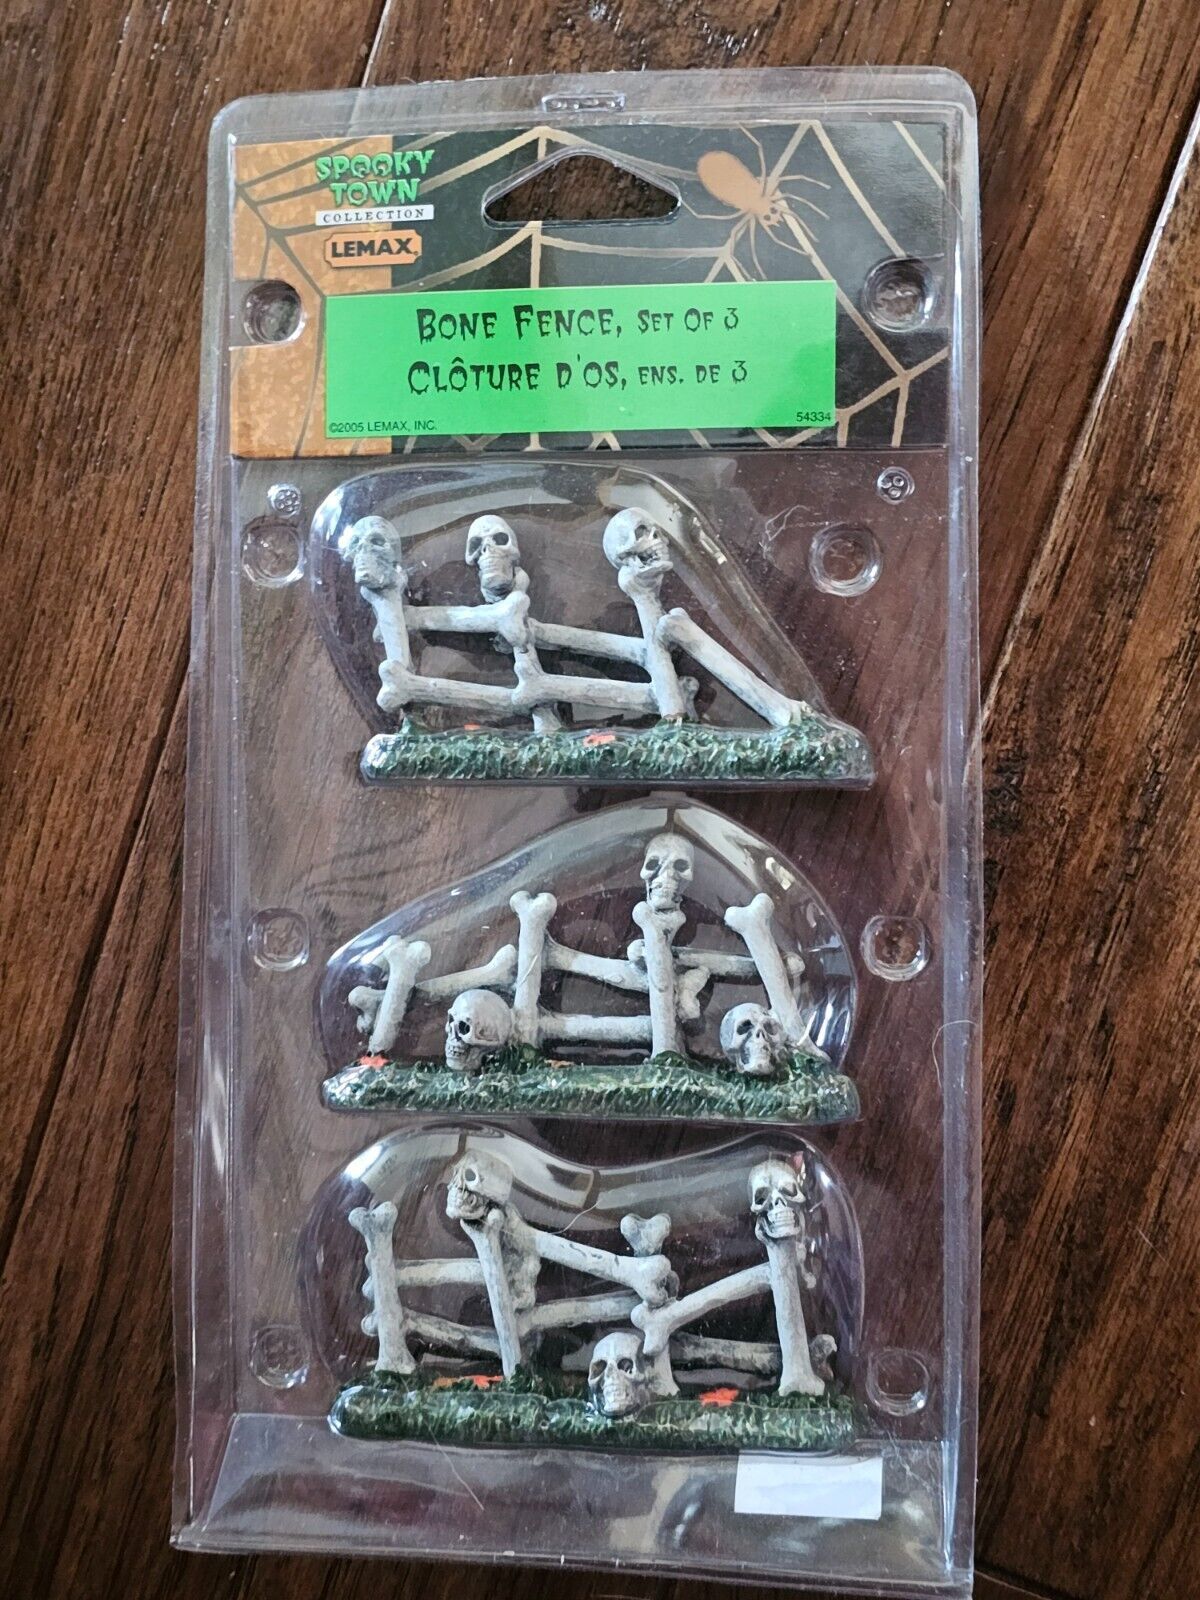 SPOOKY
TOWN
COLLECTION
LEMAX®
BONE FENCE, SET OF 3
CLÔTURE D'OS, ENS. DE 3
©2005 LEMAX, INC.
54334